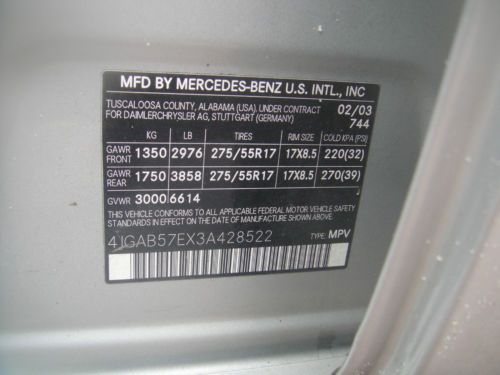 MFD BY MERCEDES-BENZ U.S. INTL., INC
TUSCALOOSA COUNTY, ALABAMA (USA). UNDER CONTRACT
FOR DAIMLERCHRYSLER AG, STUTTGART (GERMANY)
02/03
744
KG LB TIRES RIM SIZE COLD KPA (PSI)
GAWR FRONT 1350 2976 275/55R17 17X8.5 220(32)
GAWR REAR 1750 3858 275/55R17 17X8.5 270(39)
GVWR 3000 6614
THIS VEHICLE CONFORMS TO ALL APPLICABLE FEDERAL MOTOR VEHICLE
SAFETY STANDARDS IN EFFECT ON THE DATE OF MANUFACTURE SHOWN ABOVE.
4JGAB57EX3A428522 TYPE: MPV